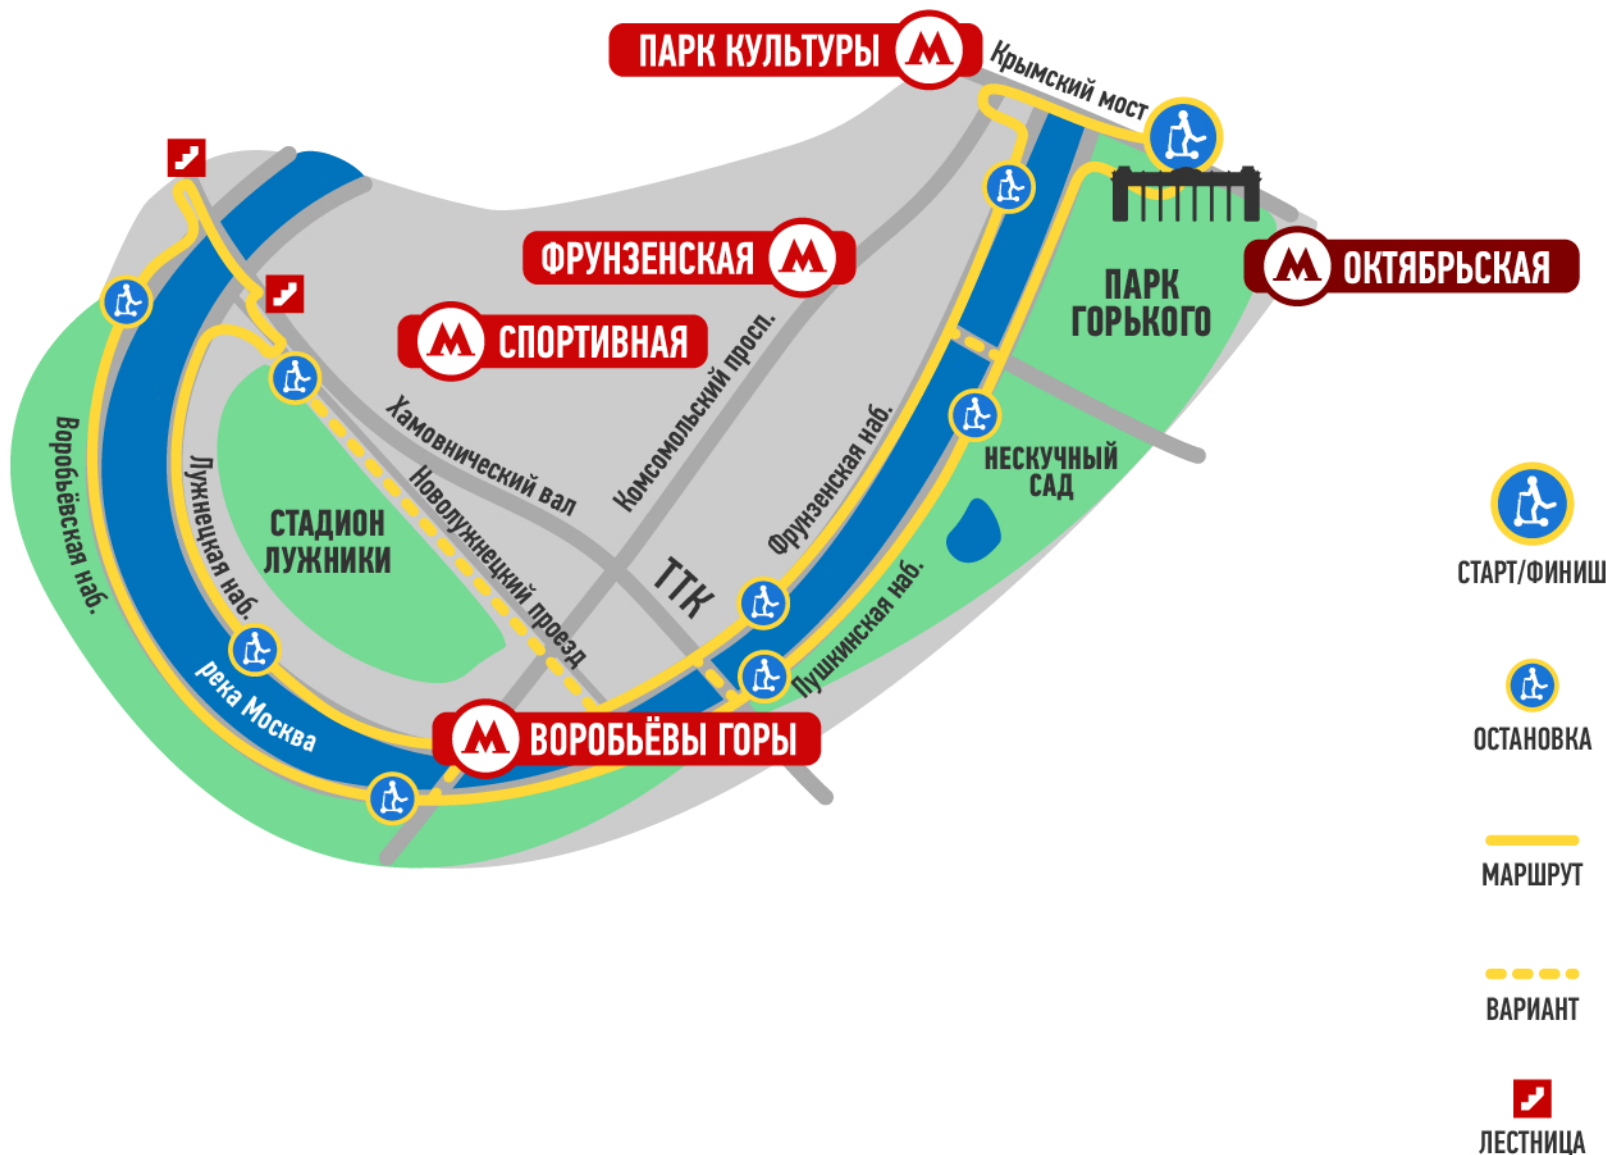 ПАРК КУЛЬТУРЫ
Крымский мост
ФРУНЗЕНСКАЯ
ОКТЯБРЬСКАЯ
ПАРК
ГОРЬКОГО
СПОРТИВНАЯ
Комсомольский просп.
Хамовнический вал
Фрунзенская наб.
НЕСКУЧНЫЙ
САД
Воробьёвская наб.
Лужнецкая наб.
СТАДИОН
ЛУЖНИКИ
Новолужнецкий проезд
ТТК
Пушкинская наб.
река Москва
ВОРОБЬЁВЫ ГОРЫ
СТАРТ/ФИНИШ
ОСТАНОВКА
МАРШРУТ
ВАРИАНТ
ЛЕСТНИЦА